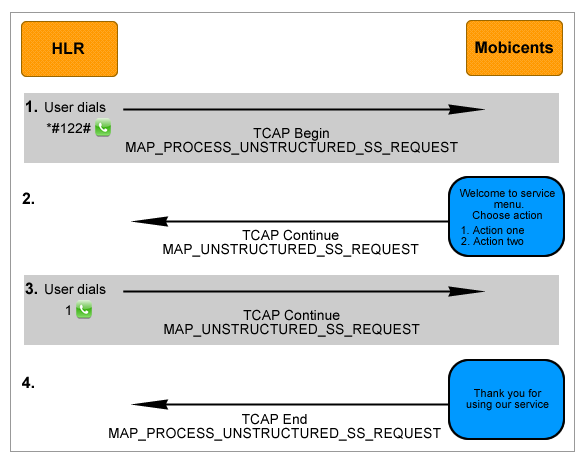 HLR
Mobicents
1. User dials
*#122#
TCAP Begin
MAP_PROCESS_UNSTRUCTURED_SS_REQUEST
2.
Welcome to service
menu.
Choose action
1. Action one
2. Action two
TCAP Continue
MAP_UNSTRUCTURED_SS_REQUEST
3. User dials
1
TCAP Continue
MAP_UNSTRUCTURED_SS_REQUEST
4.
Thank you for
using our service
TCAP End
MAP_PROCESS_UNSTRUCTURED_SS_REQUEST